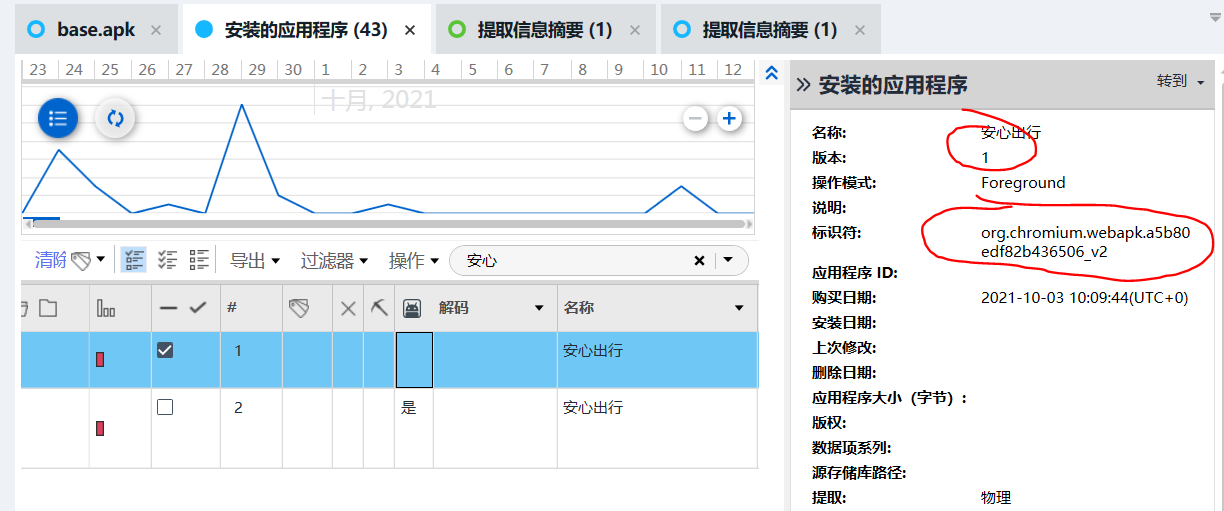 base.apk ×
安装的应用程序 (43) ×
提取信息摘要 (1) ×
提取信息摘要 (1) ×
23 24 25 26 27 28 29 30 1 2 3 4 5 6 7 8 9 10 11 12
十月, 2021
清除
导出
过滤器
操作
安心
#
解码
名称
1 安心出行
2 是 安心出行
安装的应用程序
转到
名称: 安心出行
版本: 1
操作模式: Foreground
说明:
标识符: org.chromium.webapk.a5b80
edf82b436506_v2
应用程序 ID:
购买日期: 2021-10-03 10:09:44(UTC+0)
安装日期:
上次修改:
删除日期:
应用程序大小（字节）:
版权:
数据项系列:
源存储库路径:
提取: 物理